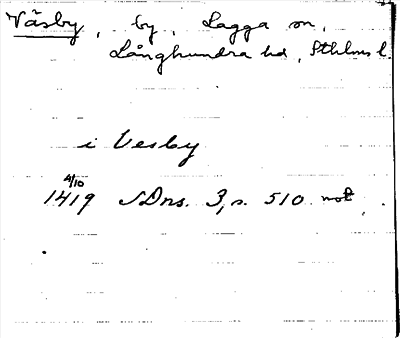 Väsby, by, Lagga sn,
Långhundra hd, Sthlms l.
i Vesby
4/10
1419 SDns. 3, s. 510 not.